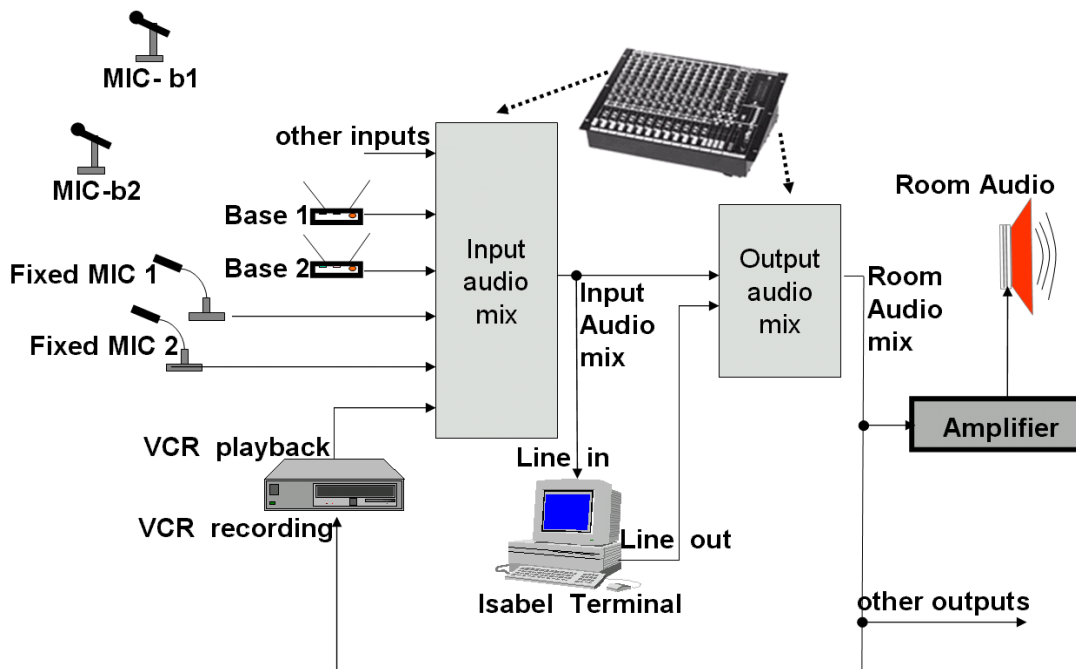 MIC- b1
MIC-b2
other inputs
Base 1
Base 2
Fixed MIC 1
Fixed MIC 2
VCR playback
VCR recording
Input
audio
mix
Input
Audio
mix
Line in
Line out
Isabel Terminal
Output
audio
mix
Room Audio
Room
Audio
mix
Amplifier
other outputs